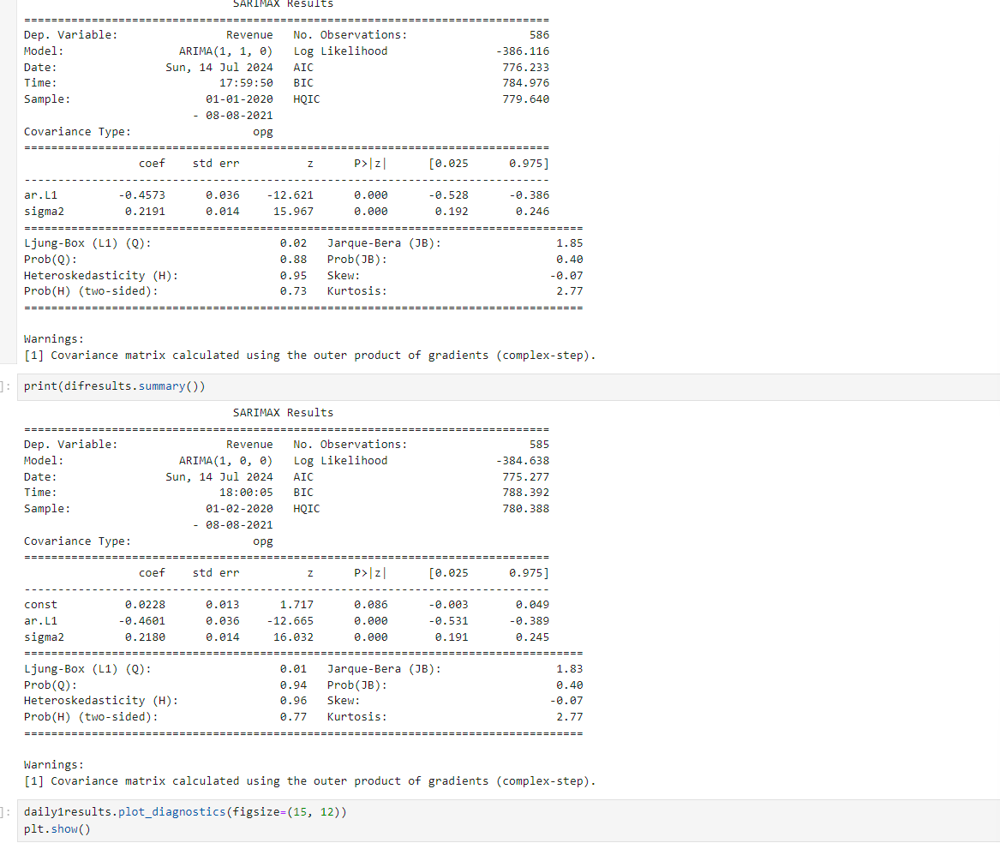 SARIMAX Results
==============================================================================
Dep. Variable:                Revenue   No. Observations:                  586
Model:                 ARIMA(1, 1, 0)   Log Likelihood                -386.116
Date:                Sun, 14 Jul 2024   AIC                            776.233
Time:                        17:59:50   BIC                            784.976
Sample:                    01-01-2020   HQIC                           779.640
- 08-08-2021
Covariance Type:                  opg
==============================================================================
coef    std err          z      P>|z|      [0.025      0.975]
------------------------------------------------------------------------------
ar.L1         -0.4573      0.036    -12.621      0.000      -0.528      -0.386
sigma2         0.2191      0.014     15.967      0.000       0.192       0.246
===================================================================================
Ljung-Box (L1) (Q):                   0.02   Jarque-Bera (JB):                 1.85
Prob(Q):                              0.88   Prob(JB):                         0.40
Heteroskedasticity (H):               0.95   Skew:                            -0.07
Prob(H) (two-sided):                  0.73   Kurtosis:                         2.77
===================================================================================
Warnings:
[1] Covariance matrix calculated using the outer product of gradients (complex-step).
]: print(difresults.summary())
SARIMAX Results
==============================================================================
Dep. Variable:                Revenue   No. Observations:                  585
Model:                 ARIMA(1, 0, 0)   Log Likelihood                -384.638
Date:                Sun, 14 Jul 2024   AIC                            775.277
Time:                        18:00:05   BIC                            788.392
Sample:                    01-02-2020   HQIC                           780.388
- 08-08-2021
Covariance Type:                  opg
==============================================================================
coef    std err          z      P>|z|      [0.025      0.975]
------------------------------------------------------------------------------
const          0.0228      0.013      1.717      0.086      -0.003       0.049
ar.L1         -0.4601      0.036    -12.665      0.000      -0.531      -0.389
sigma2         0.2180      0.014     16.032      0.000       0.191       0.245
===================================================================================
Ljung-Box (L1) (Q):                   0.01   Jarque-Bera (JB):                 1.83
Prob(Q):                              0.94   Prob(JB):                         0.40
Heteroskedasticity (H):               0.96   Skew:                            -0.07
Prob(H) (two-sided):                  0.77   Kurtosis:                         2.77
===================================================================================
Warnings:
[1] Covariance matrix calculated using the outer product of gradients (complex-step).
]: daily1results.plot_diagnostics(figsize=(15, 12))
plt.show()